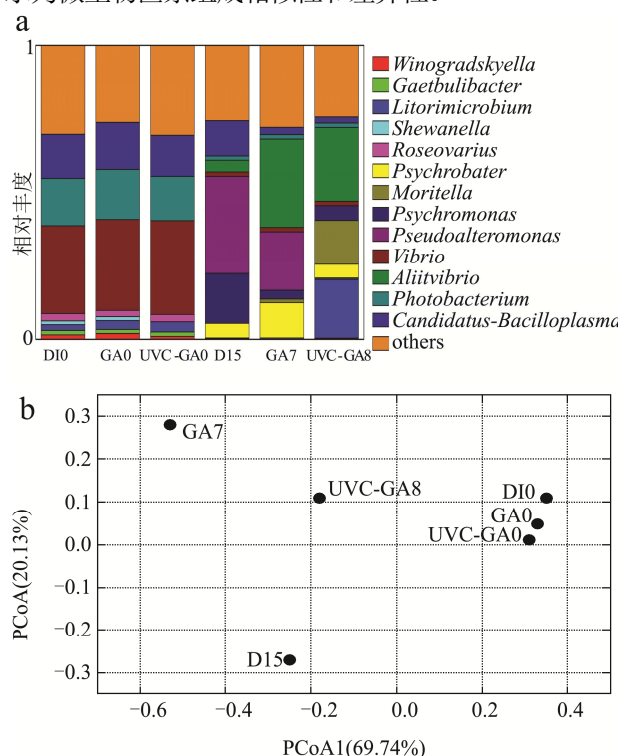 a
1
相对丰度
0
DI0 GA0 UVC-GA0 D15 GA7 UVC-GA8
Winogradskyella
Gaetbulibacter
Litorimicrobium
Shewanella
Roseovarius
Psychrobater
Moritella
Psychromonas
Pseudoalteromonas
Vibrio
Aliitvibrio
Photobacterium
Candidatus-Bacilloplasma
others
b
PCoA(20.13%)
0.3
0.2
0.1
0.0
−0.1
−0.2
−0.3
GA7
UVC-GA8
DI0
GA0
UVC-GA0
D15
−0.6 −0.4 −0.2 0.0 0.2 0.4
PCoA1(69.74%)